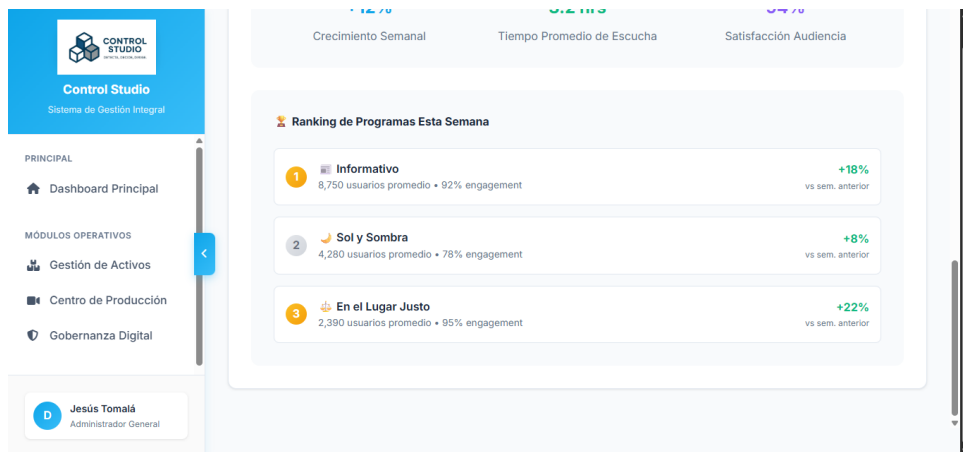 CONTROL
STUDIO
Control Studio
Sistema de Gestión Integral
PRINCIPAL
Dashboard Principal
MÓDULOS OPERATIVOS
Gestión de Activos
Centro de Producción
Gobernanza Digital
D
Jesús Tomalá
Administrador General
+12%
Crecimiento Semanal
Tiempo Promedio de Escucha
Satisfacción Audiencia
Ranking de Programas Esta Semana
1
Informativo
8,750 usuarios promedio • 92% engagement
+18%
vs sem. anterior
2
Sol y Sombra
4,280 usuarios promedio • 78% engagement
+8%
vs sem. anterior
3
En el Lugar Justo
2,390 usuarios promedio • 95% engagement
+22%
vs sem. anterior